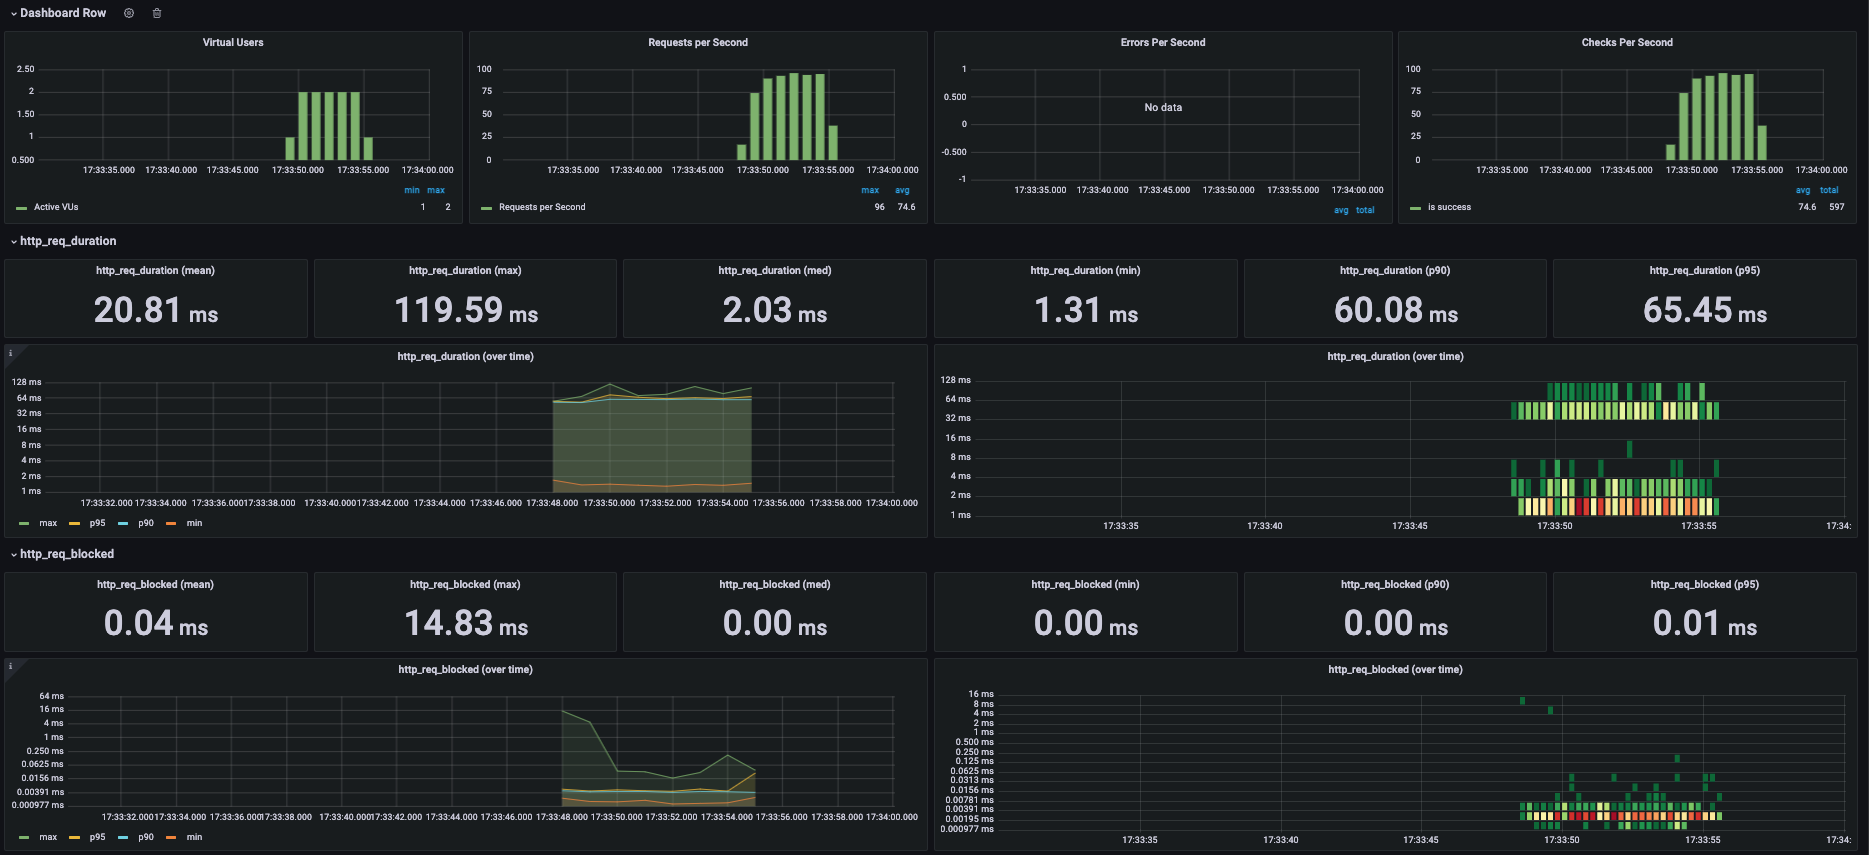 Dashboard Row
Virtual Users
2.50
2
1.50
1
0.500
17:33:35.000 17:33:40.000 17:33:45.000 17:33:50.000 17:33:55.000 17:34:00.000
min max
Active VUs 1 2
Requests per Second
100
75
50
25
0
17:33:35.000 17:33:40.000 17:33:45.000 17:33:50.000 17:33:55.000 17:34:00.000
max avg
Requests per Second 96 74.6
Errors Per Second
1
0.500
0
-0.500
-1
No data
17:33:35.000 17:33:40.000 17:33:45.000 17:33:50.000 17:33:55.000 17:34:00.000
avg total
Checks Per Second
100
75
50
25
0
17:33:35.000 17:33:40.000 17:33:45.000 17:33:50.000 17:33:55.000 17:34:00.000
avg total
is success 74.6 597
http_req_duration
http_req_duration (mean)
20.81 ms
http_req_duration (max)
119.59 ms
http_req_duration (med)
2.03 ms
http_req_duration (min)
1.31 ms
http_req_duration (p90)
60.08 ms
http_req_duration (p95)
65.45 ms
i
http_req_duration (over time)
128 ms
64 ms
32 ms
16 ms
8 ms
4 ms
2 ms
1 ms
17:33:32.000 17:33:34.000 17:33:36.000 17:33:38.000 17:33:40.000 17:33:42.000 17:33:44.000 17:33:46.000 17:33:48.000 17:33:50.000 17:33:52.000 17:33:54.000 17:33:56.000 17:33:58.000 17:34:00.000
max p95 p90 min
http_req_duration (over time)
128 ms
64 ms
32 ms
16 ms
8 ms
4 ms
2 ms
1 ms
17:33:35 17:33:40 17:33:45 17:33:50 17:33:55 17:34:
http_req_blocked
http_req_blocked (mean)
0.04 ms
http_req_blocked (max)
14.83 ms
http_req_blocked (med)
0.00 ms
http_req_blocked (min)
0.00 ms
http_req_blocked (p90)
0.00 ms
http_req_blocked (p95)
0.01 ms
i
http_req_blocked (over time)
64 ms
16 ms
4 ms
1 ms
0.250 ms
0.0625 ms
0.0156 ms
0.00391 ms
0.000977 ms
17:33:32.000 17:33:34.000 17:33:36.000 17:33:38.000 17:33:40.000 17:33:42.000 17:33:44.000 17:33:46.000 17:33:48.000 17:33:50.000 17:33:52.000 17:33:54.000 17:33:56.000 17:33:58.000 17:34:00.000
max p95 p90 min
http_req_blocked (over time)
16 ms
8 ms
4 ms
2 ms
1 ms
0.500 ms
0.250 ms
0.125 ms
0.0625 ms
0.0313 ms
0.0156 ms
0.00781 ms
0.00391 ms
0.00195 ms
0.000977 ms
17:33:35 17:33:40 17:33:45 17:33:50 17:33:55 17:34: